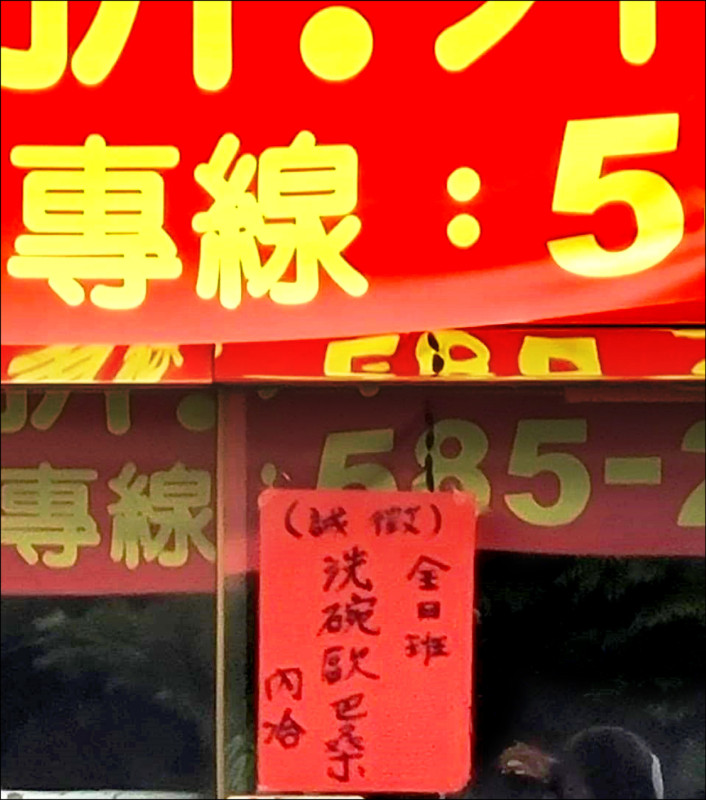 專線：5
585-2
專線
（誠徵）
全日班
洗碗歐巴桑
內洽